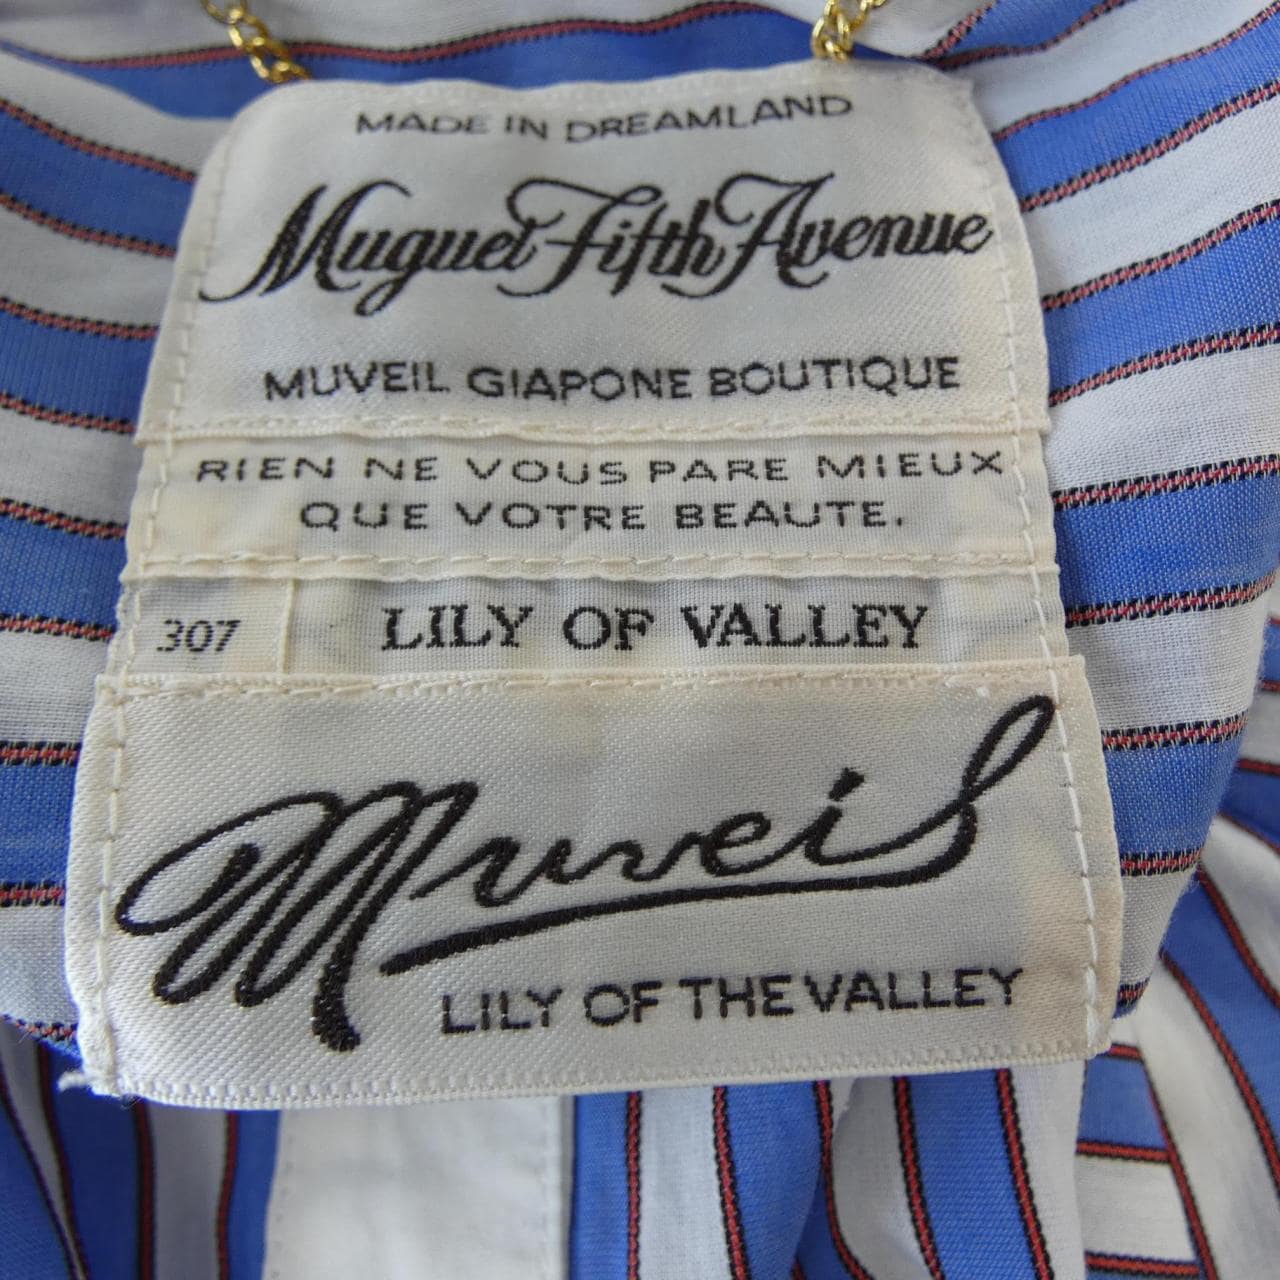 MADE IN DREAMLAND
Muguet Fifth Avenue
MUVEIL GIAPONE BOUTIQUE
RIEN NE VOUS PARE MIEUX
QUE VOTRE BEAUTE.
307 LILY OF VALLEY
Muveil
LILY OF THE VALLEY